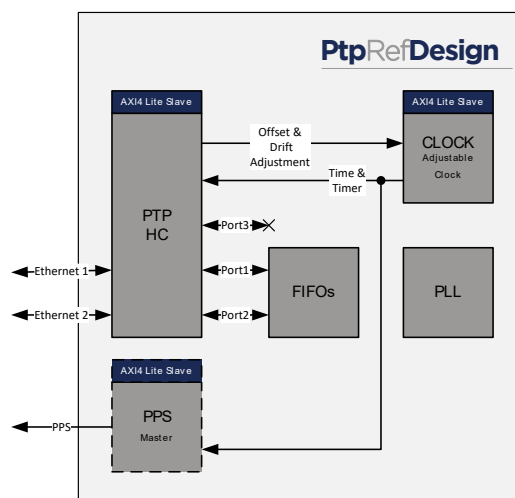 PtpRefDesign
AXI4 Lite Slave
AXI4 Lite Slave
Offset &
Drift
Adjustment
CLOCK
Adjustable
Clock
Time &
Timer
PTP
HC
Port3
Ethernet 1
Port1
FIFOs
PLL
Ethernet 2
Port2
AXI4 Lite Slave
PPS
Master
PPS